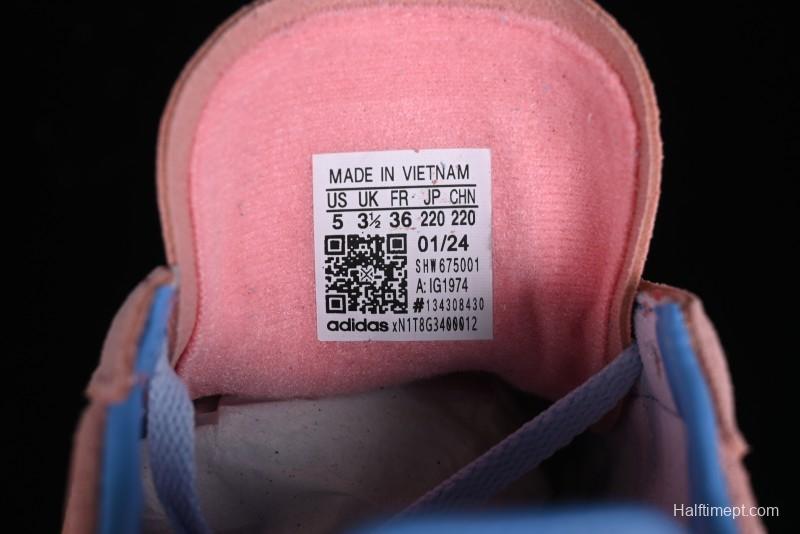 MADE IN VIETNAM
US UK FR JP CHN
5 3½ 36 220 220
01/24
SHW675001
A: IG1974
#134308430
adidas xN1T8G3400012
Halftimept.com